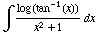 ∫ log(tan⁻¹(x)) / (x² + 1) dx